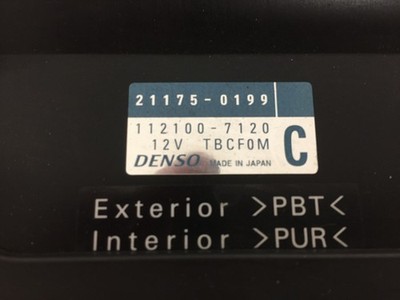 21175-0199
112100-7120
12V TBCF0M
DENSO MADE IN JAPAN C
Exterior >PBT<
Interior >PUR<